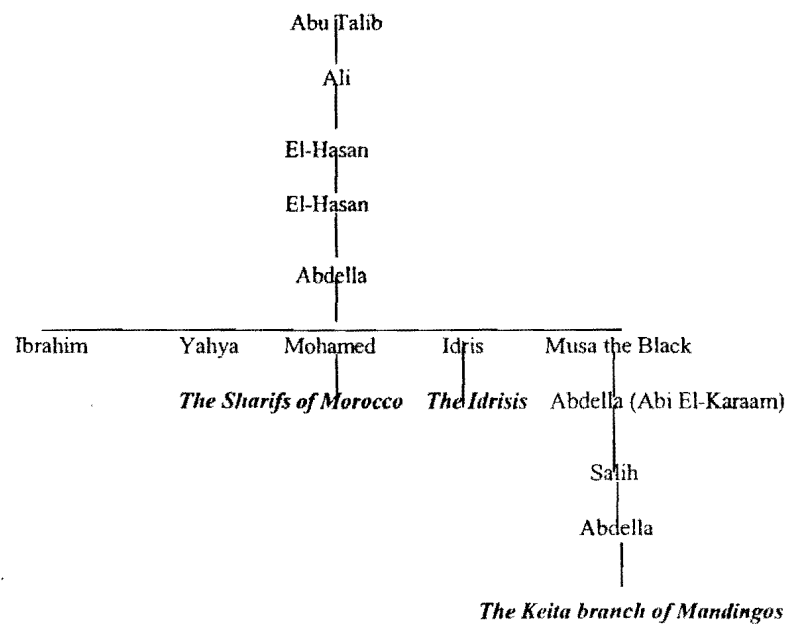 Abu Talib
Ali
El-Hasan
El-Hasan
Abdella
Ibrahim Yahya Mohamed Idris Musa the Black
The Sharifs of Morocco The Idrisis Abdella (Abi El-Karaam)
Salih
Abdella
The Keita branch of Mandingos